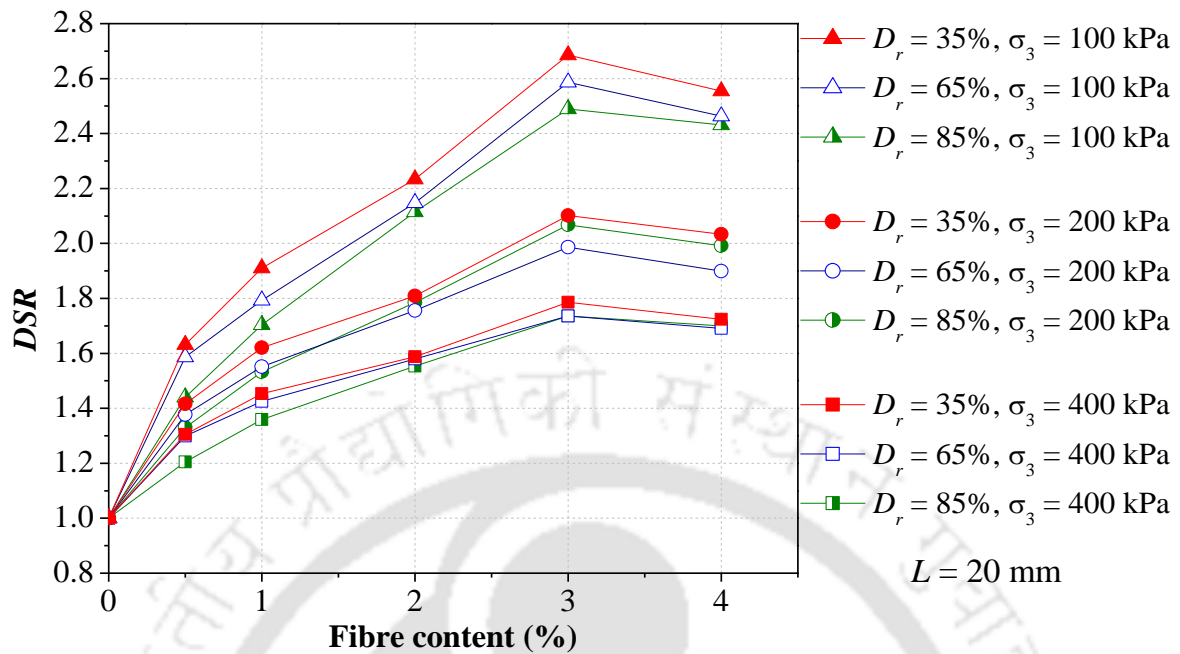 2.8
2.6
2.4
2.2
2.0
1.8
1.6
1.4
1.2
1.0
0.8
DSR
0 1 2 3 4
Fibre content (%)
D_r = 35%, σ_3 = 100 kPa
D_r = 65%, σ_3 = 100 kPa
D_r = 85%, σ_3 = 100 kPa
D_r = 35%, σ_3 = 200 kPa
D_r = 65%, σ_3 = 200 kPa
D_r = 85%, σ_3 = 200 kPa
D_r = 35%, σ_3 = 400 kPa
D_r = 65%, σ_3 = 400 kPa
D_r = 85%, σ_3 = 400 kPa
L = 20 mm
प्रौद्योगिकी संस्थान